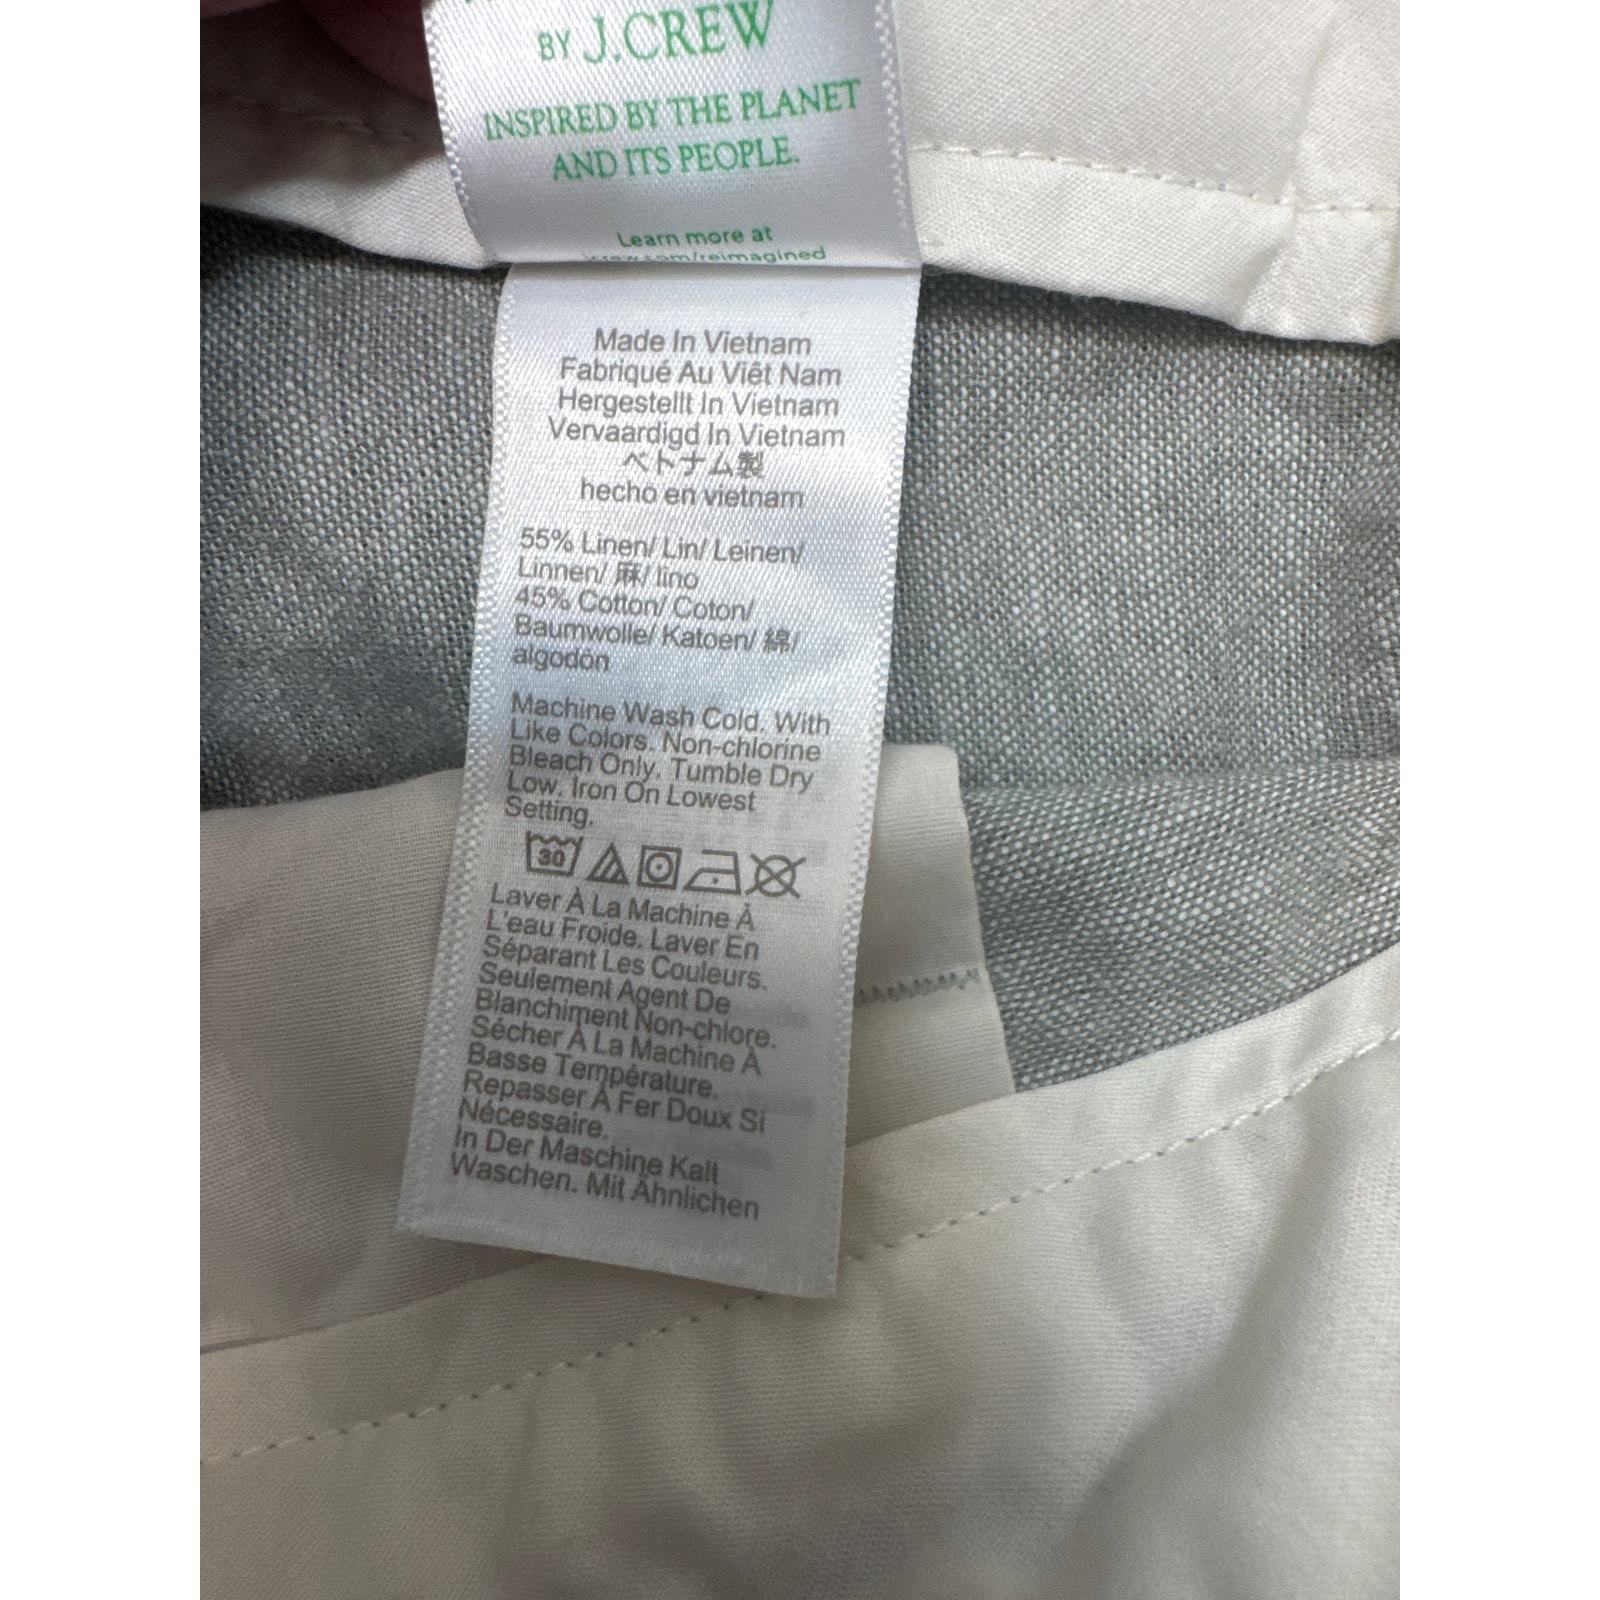 BY J.CREW
INSPIRED BY THE PLANET
AND ITS PEOPLE.
Learn more at
jcrew.com/reimagined
Made In Vietnam
Fabriqué Au Viêt Nam
Hergestellt In Vietnam
Vervaardigd In Vietnam
ベトナム製
hecho en vietnam
55% Linen/ Lin/ Leinen/
Linnen/ 麻/ lino
45% Cotton/ Coton/
Baumwolle/ Katoen/ 綿/
algodón
Machine Wash Cold. With
Like Colors. Non-chlorine
Bleach Only. Tumble Dry
Low. Iron On Lowest
Setting.
30
Laver À La Machine À
L'eau Froide. Laver En
Séparant Les Couleurs.
Seulement Agent De
Blanchiment Non-chlore.
Sécher À La Machine À
Basse Température.
Repasser À Fer Doux Si
Nécessaire.
In Der Maschine Kalt
Waschen. Mit Ähnlichen